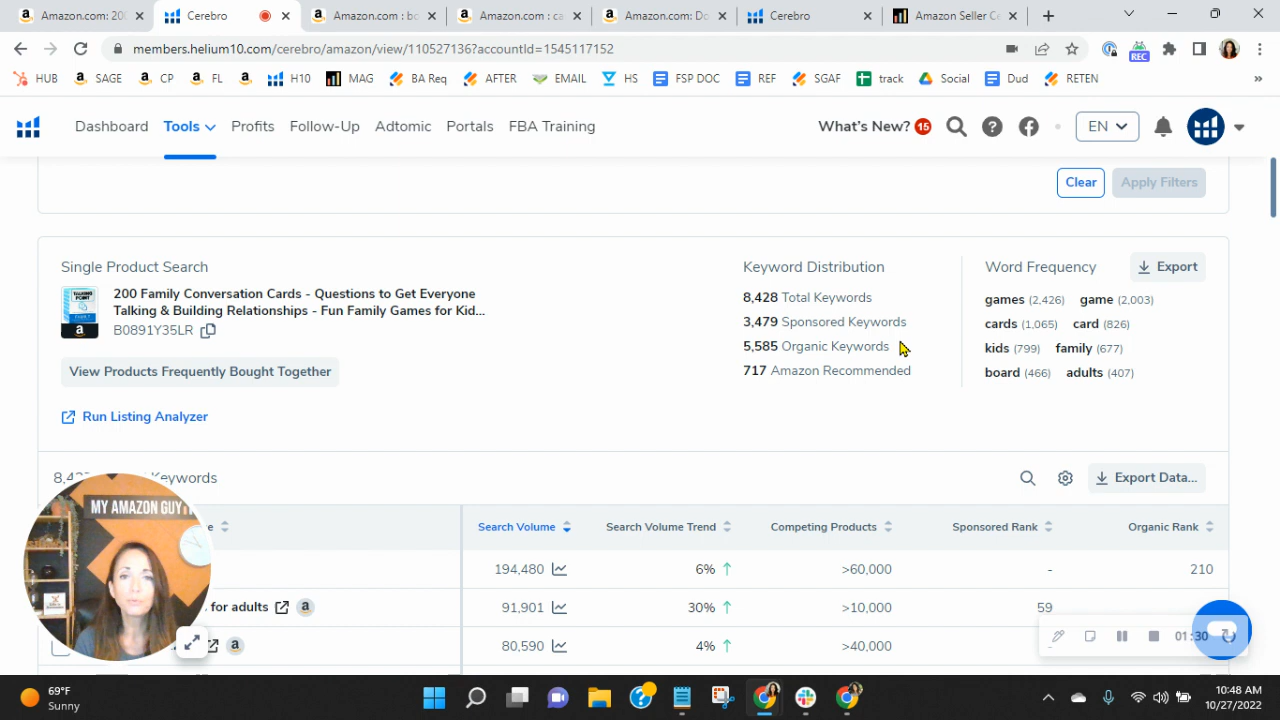 Amazon.com: 20
Cerebro
Amazon.com : bo
Amazon.com : ca
Amazon.com: Do
Cerebro
Amazon Seller Ce
members.helium10.com/cerebro/amazon/view/110527136?accountId=1545117152
REC
HUB SAGE CP FL H10 MAG BA Req AFTER EMAIL HS FSP DOC REF SGAF track Social Dud RETEN »
Dashboard Tools Profits Follow-Up Adtomic Portals FBA Training What's New? 15 EN
Clear Apply Filters
Single Product Search
TALKING POINT
FAMILY
200 Family Conversation Cards - Questions to Get Everyone
Talking & Building Relationships - Fun Family Games for Kid...
B0891Y35LR
View Products Frequently Bought Together
Run Listing Analyzer
Keyword Distribution
8,428 Total Keywords
3,479 Sponsored Keywords
5,585 Organic Keywords
717 Amazon Recommended
Word Frequency
Export
games (2,426) game (2,003)
cards (1,065) card (826)
kids (799) family (677)
board (466) adults (407)
Keywords
Export Data...
MY AMAZON GUY
Search Volume Search Volume Trend Competing Products Sponsored Rank Organic Rank
194,480 6% >60,000 - 210
for adults 91,901 30% >10,000 59
80,590 4% >40,000
01:30
69°F
Sunny
10:48 AM
10/27/2022